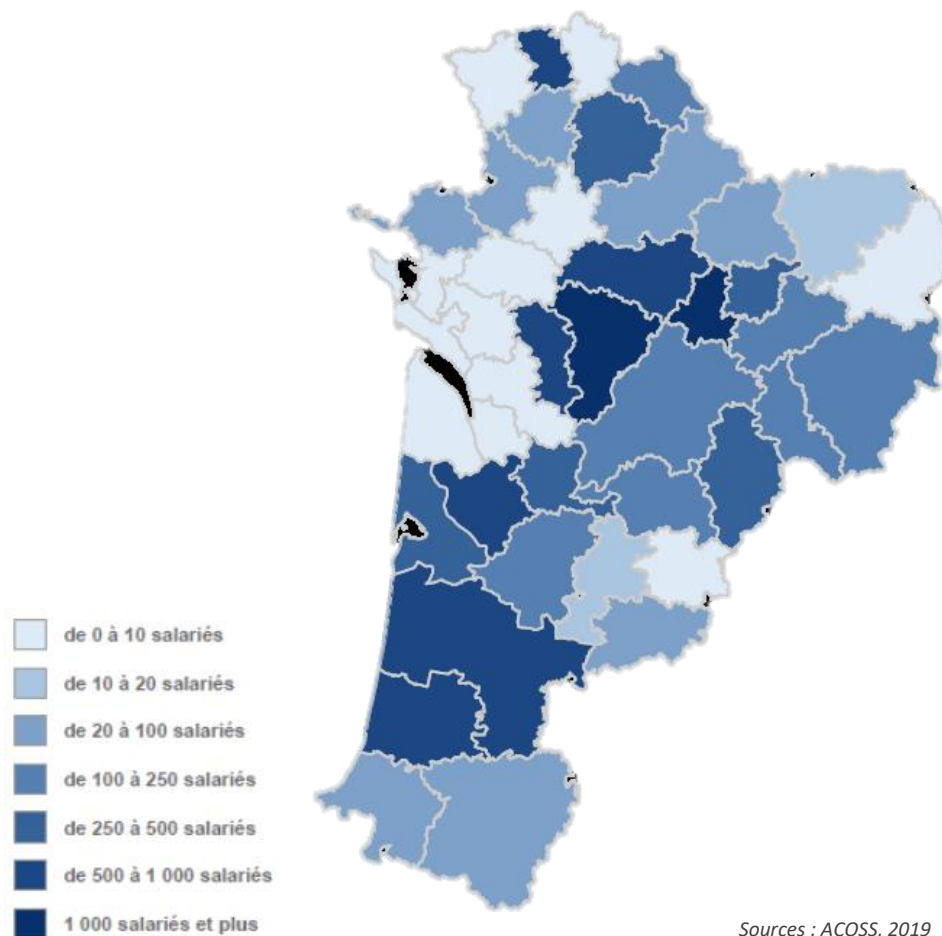 de 0 à 10 salariés
de 10 à 20 salariés
de 20 à 100 salariés
de 100 à 250 salariés
de 250 à 500 salariés
de 500 à 1 000 salariés
1 000 salariés et plus
Sources : ACOSS, 2019